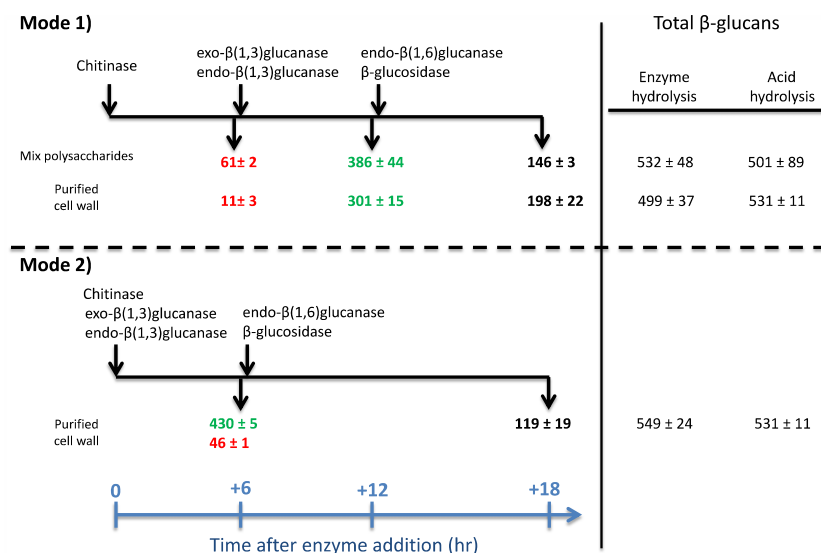 Mode 1)
Total β-glucans
exo-β(1,3)glucanase
endo-β(1,3)glucanase
endo-β(1,6)glucanase
β-glucosidase
Chitinase
Enzyme
hydrolysis
Acid
hydrolysis
Mix polysaccharides
61± 2
386 ± 44
146 ± 3
532 ± 48
501 ± 89
Purified
cell wall
11± 3
301 ± 15
198 ± 22
499 ± 37
531 ± 11
Mode 2)
Chitinase
exo-β(1,3)glucanase
endo-β(1,3)glucanase
endo-β(1,6)glucanase
β-glucosidase
Purified
cell wall
430 ± 5
46 ± 1
119 ± 19
549 ± 24
531 ± 11
0
+6
+12
+18
Time after enzyme addition (hr)